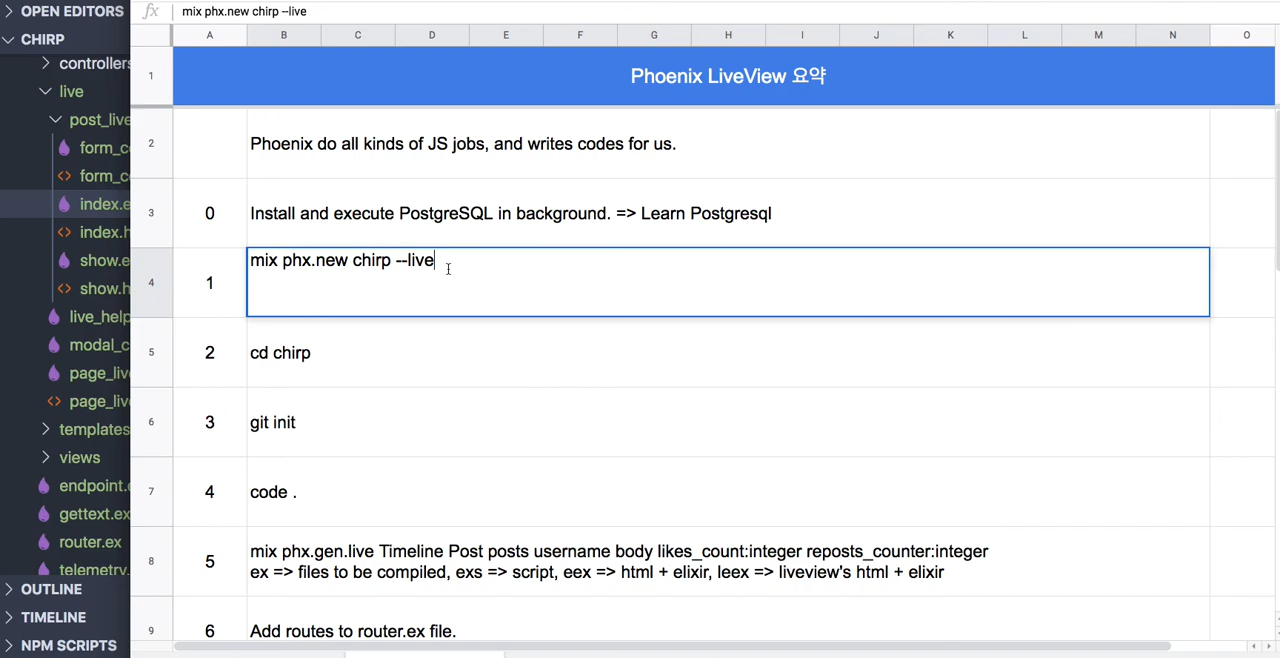 OPEN EDITORS
CHIRP
controllers
live
post_live
form_c
form_c
index.e
index.h
show.e
show.h
live_help
modal_c
page_live
page_live
templates
views
endpoint.e
gettext.ex
router.ex
telemetry.
OUTLINE
TIMELINE
NPM SCRIPTS
fx mix phx.new chirp --live
A B C D E F G H I J K L M N O
1 Phoenix LiveView 요약
2 Phoenix do all kinds of JS jobs, and writes codes for us.
3 0 Install and execute PostgreSQL in background. => Learn Postgresql
4 1 mix phx.new chirp --live
5 2 cd chirp
6 3 git init
7 4 code .
8 5 mix phx.gen.live Timeline Post posts username body likes_count:integer reposts_counter:integer
ex => files to be compiled, exs => script, eex => html + elixir, leex => liveview's html + elixir
9 6 Add routes to router.ex file.